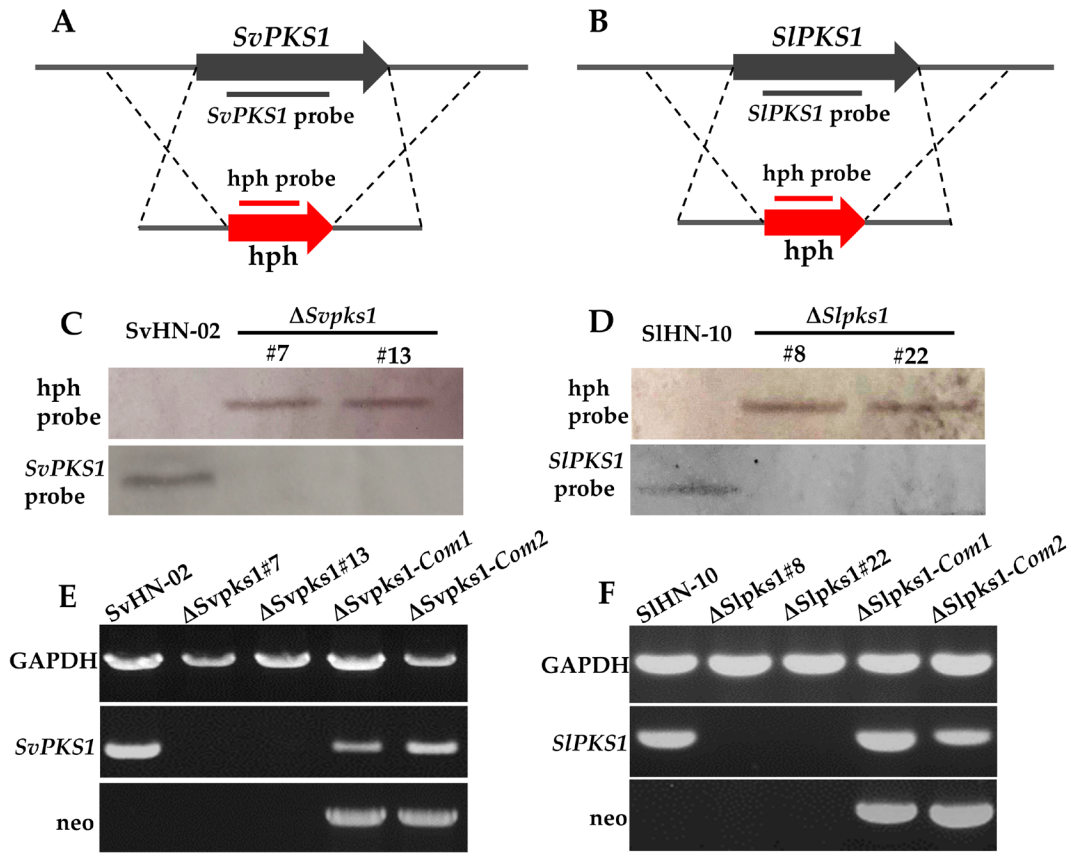 A
SvPKS1
SvPKS1 probe
hph probe
hph
B
SlPKS1
SlPKS1 probe
hph probe
hph
C
SvHN-02
ΔSvpks1
#7 #13
hph
probe
SvPKS1
probe
D
SlHN-10
ΔSlpks1
#8 #22
hph
probe
SlPKS1
probe
E
SvHN-02
ΔSvpks1#7
ΔSvpks1#13
ΔSvpks1-Com1
ΔSvpks1-Com2
GAPDH
SvPKS1
neo
F
SlHN-10
ΔSlpks1#8
ΔSlpks1#22
ΔSlpks1-Com1
ΔSlpks1-Com2
GAPDH
SlPKS1
neo